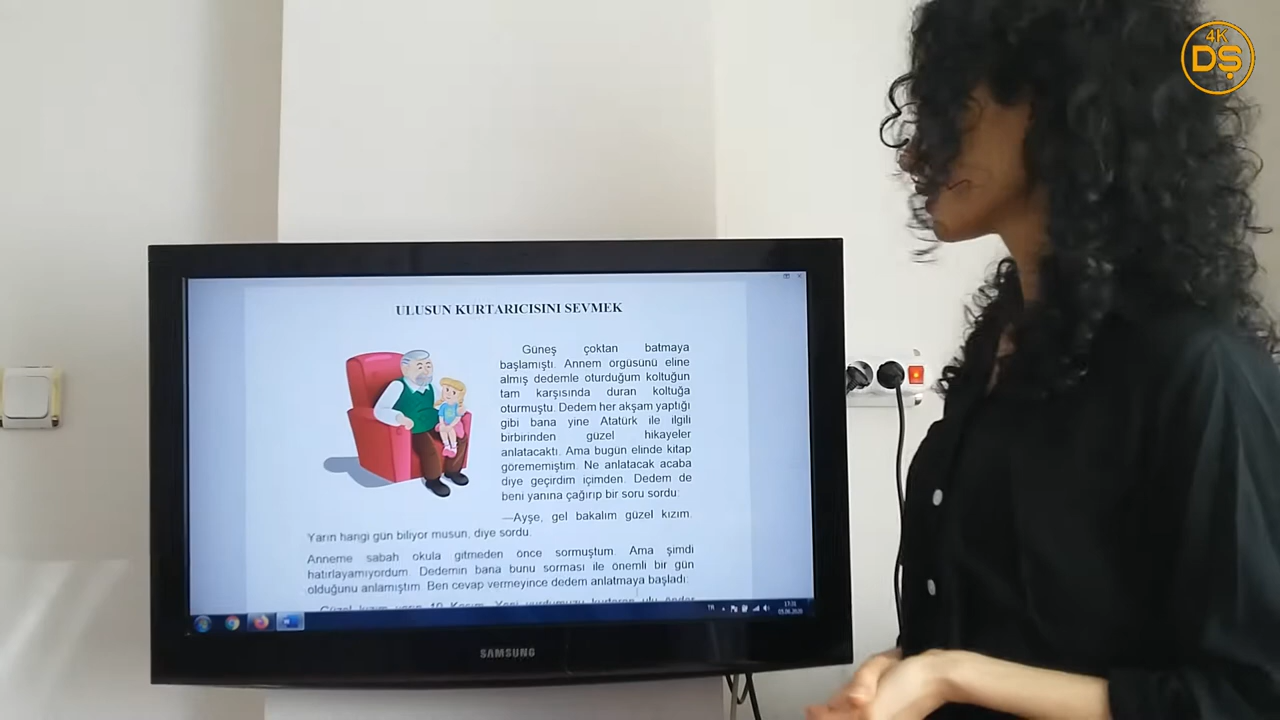 4K
DŞ
ULUSUN KURTARICISINI SEVMEK
Güneş çoktan batmaya
başlamıştı. Annem örgüsünü eline
almış dedemle oturduğum koltuğun
tam karşısında duran koltuğa
oturmuştu. Dedem her akşam yaptığı
gibi bana yine Atatürk ile ilgili
birbirinden güzel hikayeler
anlatacaktı. Ama bugün elinde kitap
görememiştim. Ne anlatacak acaba
diye geçirdim içimden. Dedem de
beni yanına çağırıp bir soru sordu:
—Ayşe, gel bakalım güzel kızım.
Yarın hangi gün biliyor musun, diye sordu.
Anneme sabah okula gitmeden önce sormuştum. Ama şimdi
hatırlayamıyordum. Dedemin bana bunu sorması ile önemli bir gün
olduğunu anlamıştım. Ben cevap vermeyince dedem anlatmaya başladı:
TR
17:31
SAMSUNG